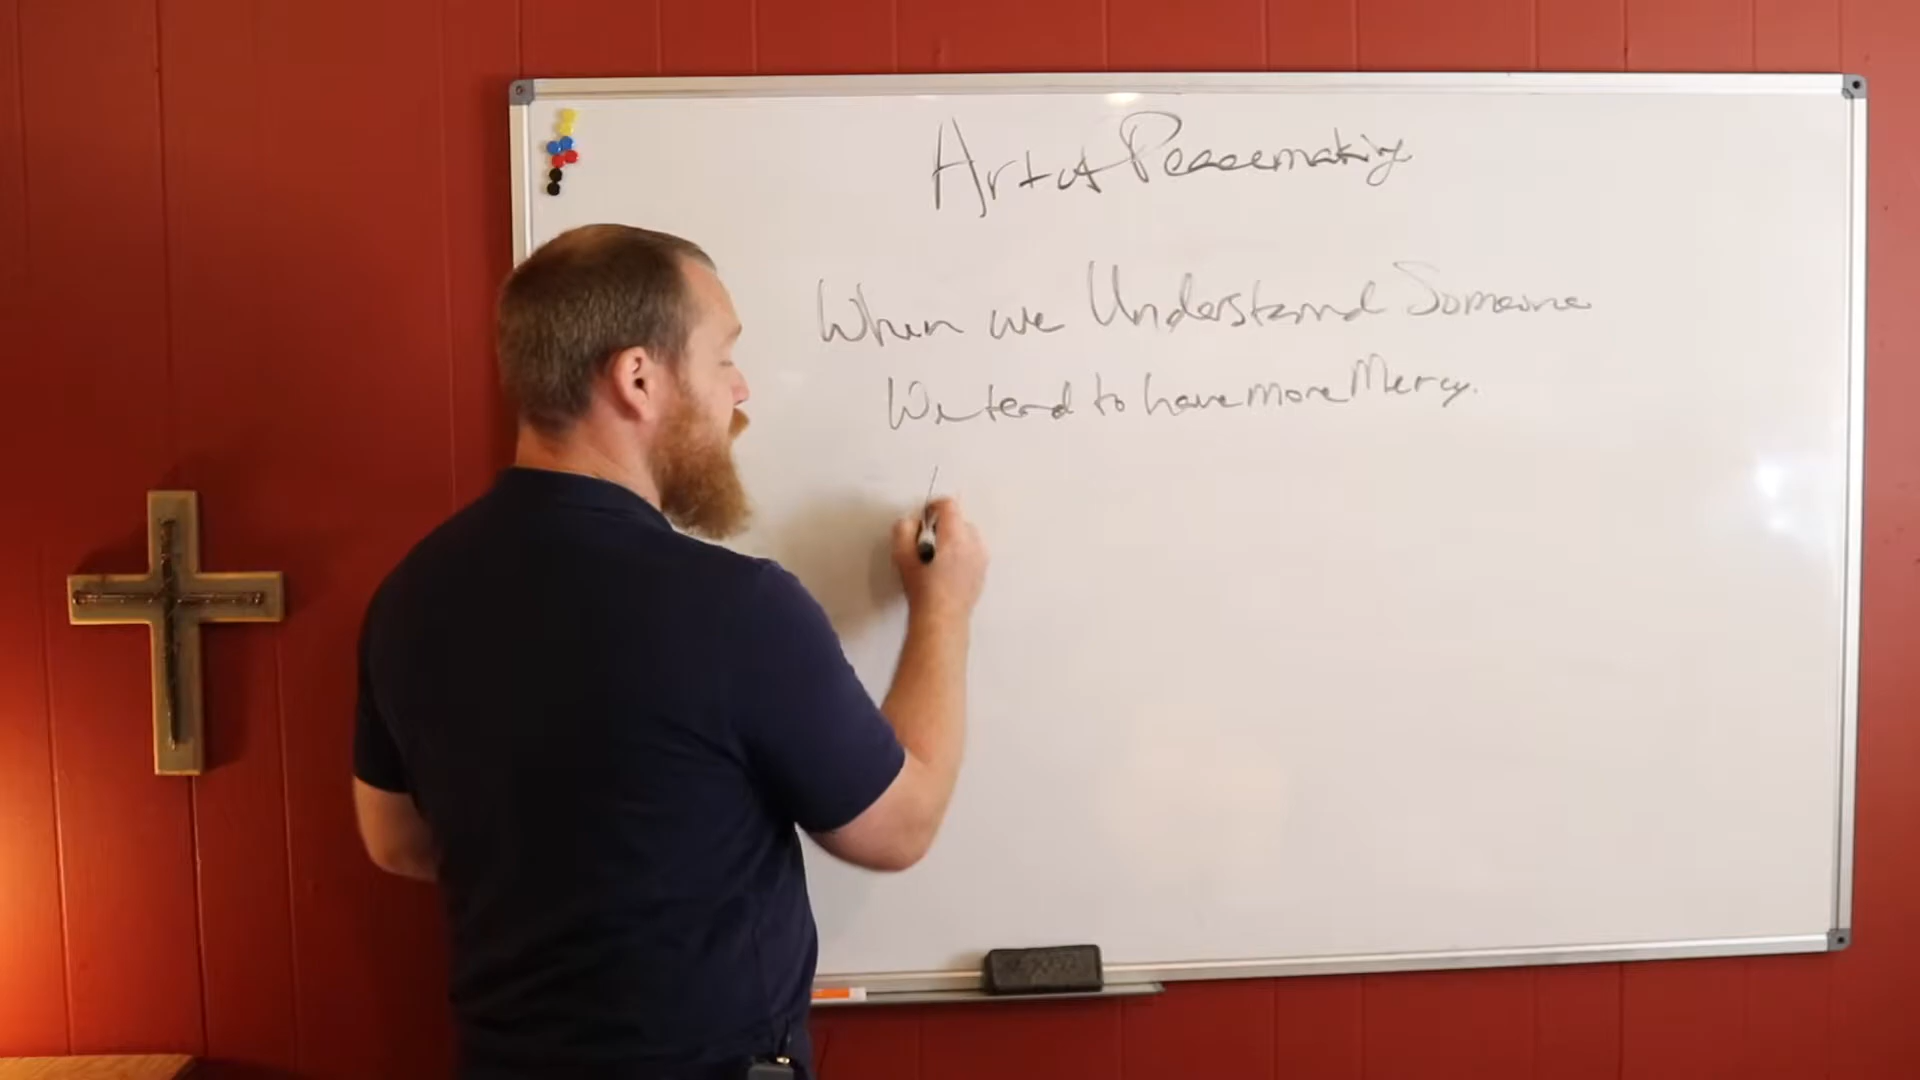 Art of Peacemaking
When we Understand Someone
We tend to have more Mercy.